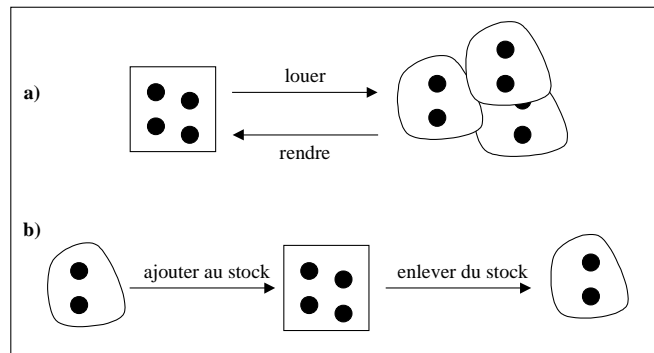 a)
louer
rendre
b)
ajouter au stock
enlever du stock